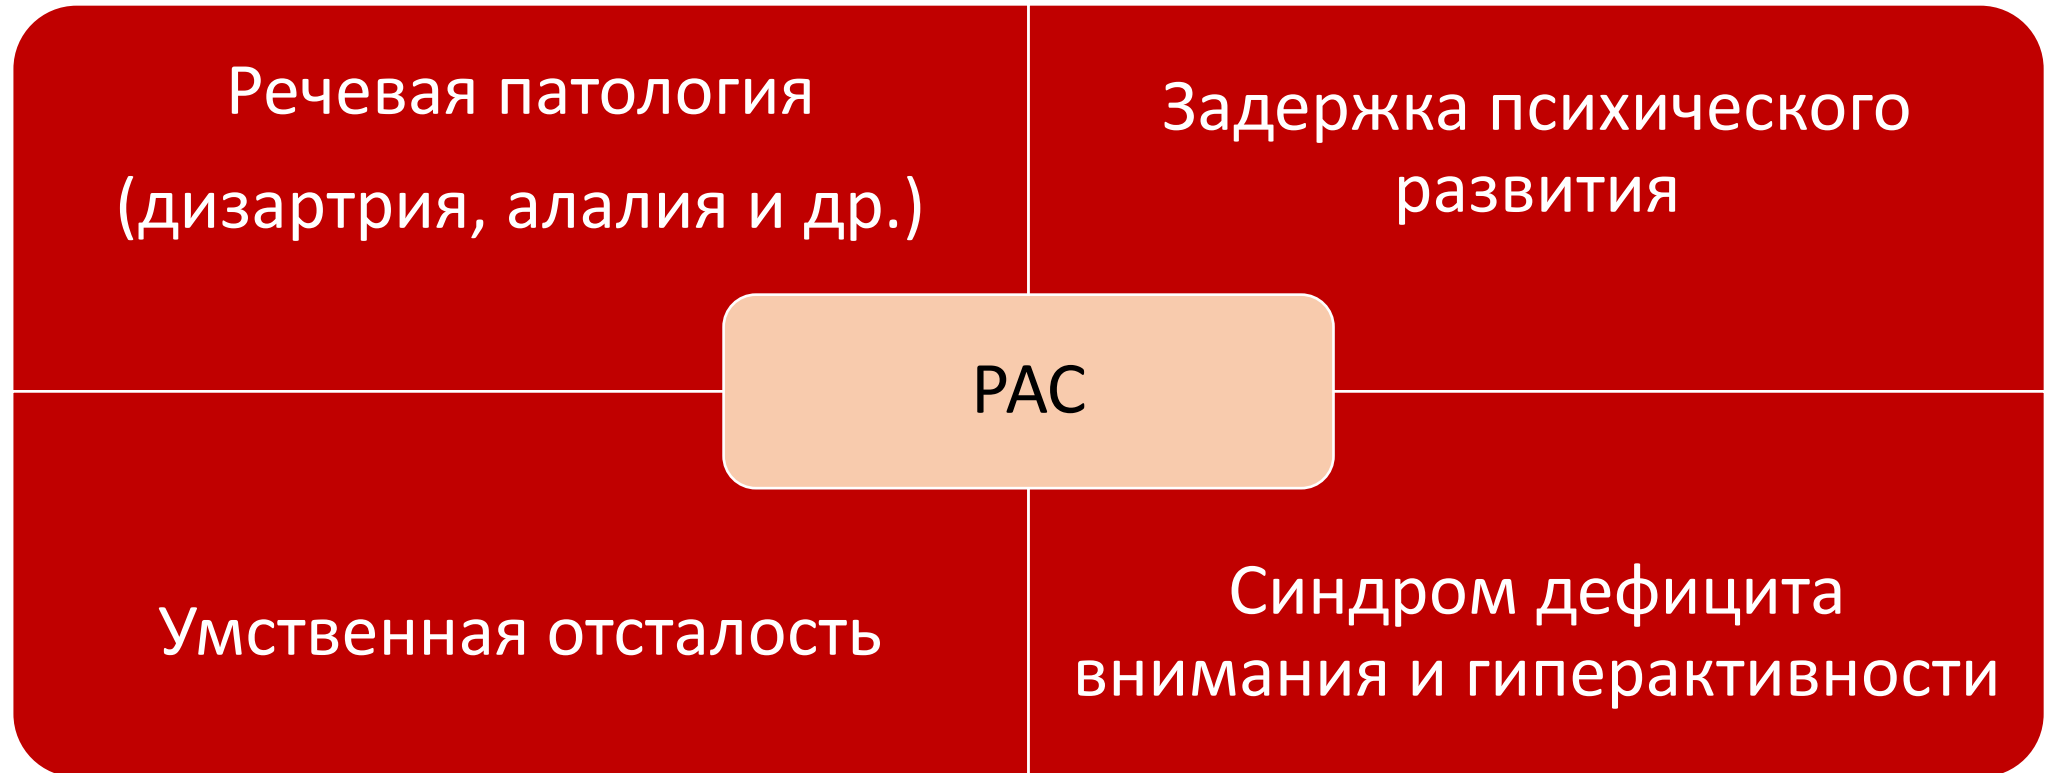 Речевая патология
(дизартрия, алалия и др.)
Задержка психического
развития
РАС
Умственная отсталость
Синдром дефицита
внимания и гиперактивности